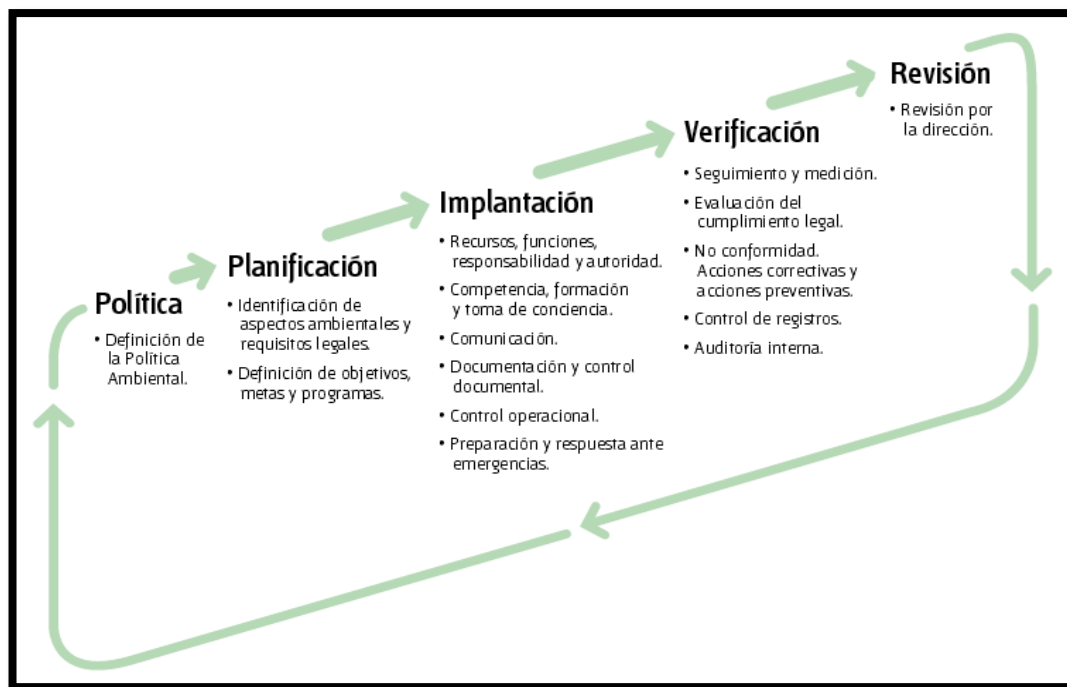 Política
• Definición de
la Política
Ambiental.
Planificación
• Identificación de
aspectos ambientales y
requisitos legales.
• Definición de objetivos,
metas y programas.
Implantación
• Recursos, funciones,
responsabilidad y autoridad.
• Competencia, formación
y toma de conciencia.
• Comunicación.
• Documentación y control
documental.
• Control operacional.
• Preparación y respuesta ante
emergencias.
Verificación
• Seguimiento y medición.
• Evaluación del
cumplimiento legal.
• No conformidad.
Acciones correctivas y
acciones preventivas.
• Control de registros.
• Auditoría interna.
Revisión
• Revisión por
la dirección.